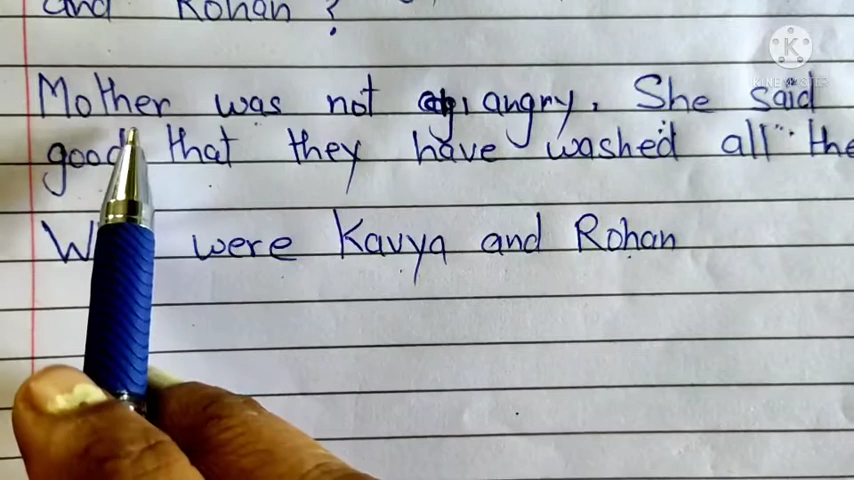 and Rohan ?
Mother was not angry. She said
good that they have washed all the
were Kavya and Rohan
K
KINEMASTER